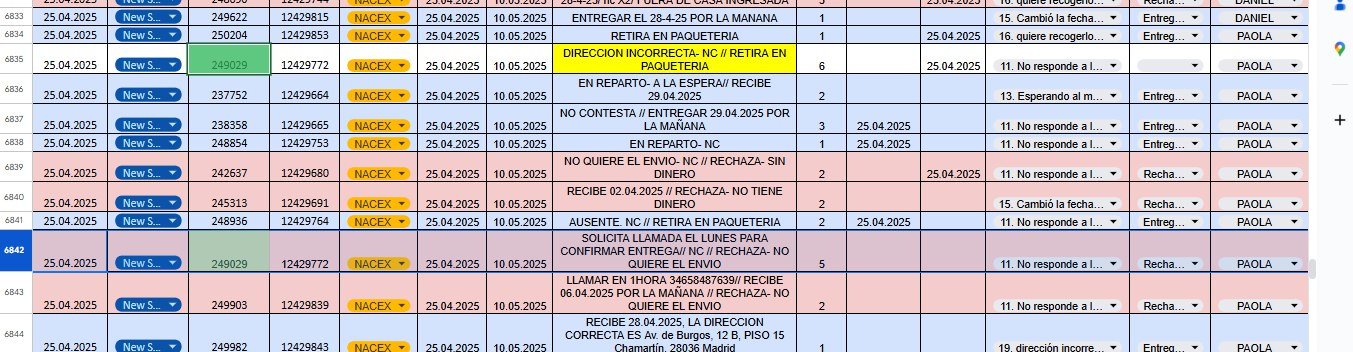 25.04.2025 New S... 248050 12429744 NACEX 25.04.2025 10.05.2025 28-4-25// nc X2// FUERA DE CASA INGRESADA 3 25.04.2025 16. quiere recogerlo... Recha... DANIEL
6833 25.04.2025 New S... 249622 12429815 NACEX 25.04.2025 10.05.2025 ENTREGAR EL 28-4-25 POR LA MANANA 1 15. Cambió la fecha... Entreg... DANIEL
6834 25.04.2025 New S... 250204 12429853 NACEX 25.04.2025 10.05.2025 RETIRA EN PAQUETERIA 1 25.04.2025 16. quiere recogerlo... Entreg... PAOLA
DIRECCION INCORRECTA- NC // RETIRA EN
6835 25.04.2025 New S... 249029 12429772 NACEX 25.04.2025 10.05.2025 PAQUETERIA 6 25.04.2025 11. No responde a l... PAOLA
EN REPARTO- A LA ESPERA// RECIBE
6836 25.04.2025 New S... 237752 12429664 NACEX 25.04.2025 10.05.2025 29.04.2025 2 13. Esperando al m... Entreg... PAOLA
NO CONTESTA // ENTREGAR 29.04.2025 POR
6837 25.04.2025 New S... 238358 12429665 NACEX 25.04.2025 10.05.2025 LA MAÑANA 3 25.04.2025 11. No responde a l... Entreg... PAOLA
6838 25.04.2025 New S... 248854 12429753 NACEX 25.04.2025 10.05.2025 EN REPARTO- NC 1 25.04.2025 11. No responde a l... Entreg... PAOLA
NO QUIERE EL ENVIO- NC // RECHAZA- SIN
6839 25.04.2025 New S... 242637 12429680 NACEX 25.04.2025 10.05.2025 DINERO 2 25.04.2025 11. No responde a l... Recha... PAOLA
RECIBE 02.04.2025 // RECHAZA- NO TIENE
6840 25.04.2025 New S... 245313 12429691 NACEX 25.04.2025 10.05.2025 DINERO 2 15. Cambió la fecha... Recha... PAOLA
6841 25.04.2025 New S... 248936 12429764 NACEX 25.04.2025 10.05.2025 AUSENTE. NC // RETIRA EN PAQUETERIA 2 25.04.2025 11. No responde a l... Entreg... PAOLA
SOLICITA LLAMADA EL LUNES PARA
CONFIRMAR ENTREGA// NC // RECHAZA- NO
6842 25.04.2025 New S... 249029 12429772 NACEX 25.04.2025 10.05.2025 QUIERE EL ENVIO 5 11. No responde a l... Recha... PAOLA
LLAMAR EN 1HORA 34658487639// RECIBE
06.04.2025 POR LA MAÑANA // RECHAZA- NO
6843 25.04.2025 New S... 249903 12429839 NACEX 25.04.2025 10.05.2025 QUIERE EL ENVIO 2 11. No responde a l... Recha... PAOLA
RECIBE 28.04.2025, LA DIRECCION
CORRECTA ES Av. de Burgos, 12 B, PISO 15
6844 25.04.2025 New S... 249982 12429843 NACEX 25.04.2025 10.05.2025 Chamartín, 28036 Madrid 1 19. dirección incorre... Entreg... PAOLA